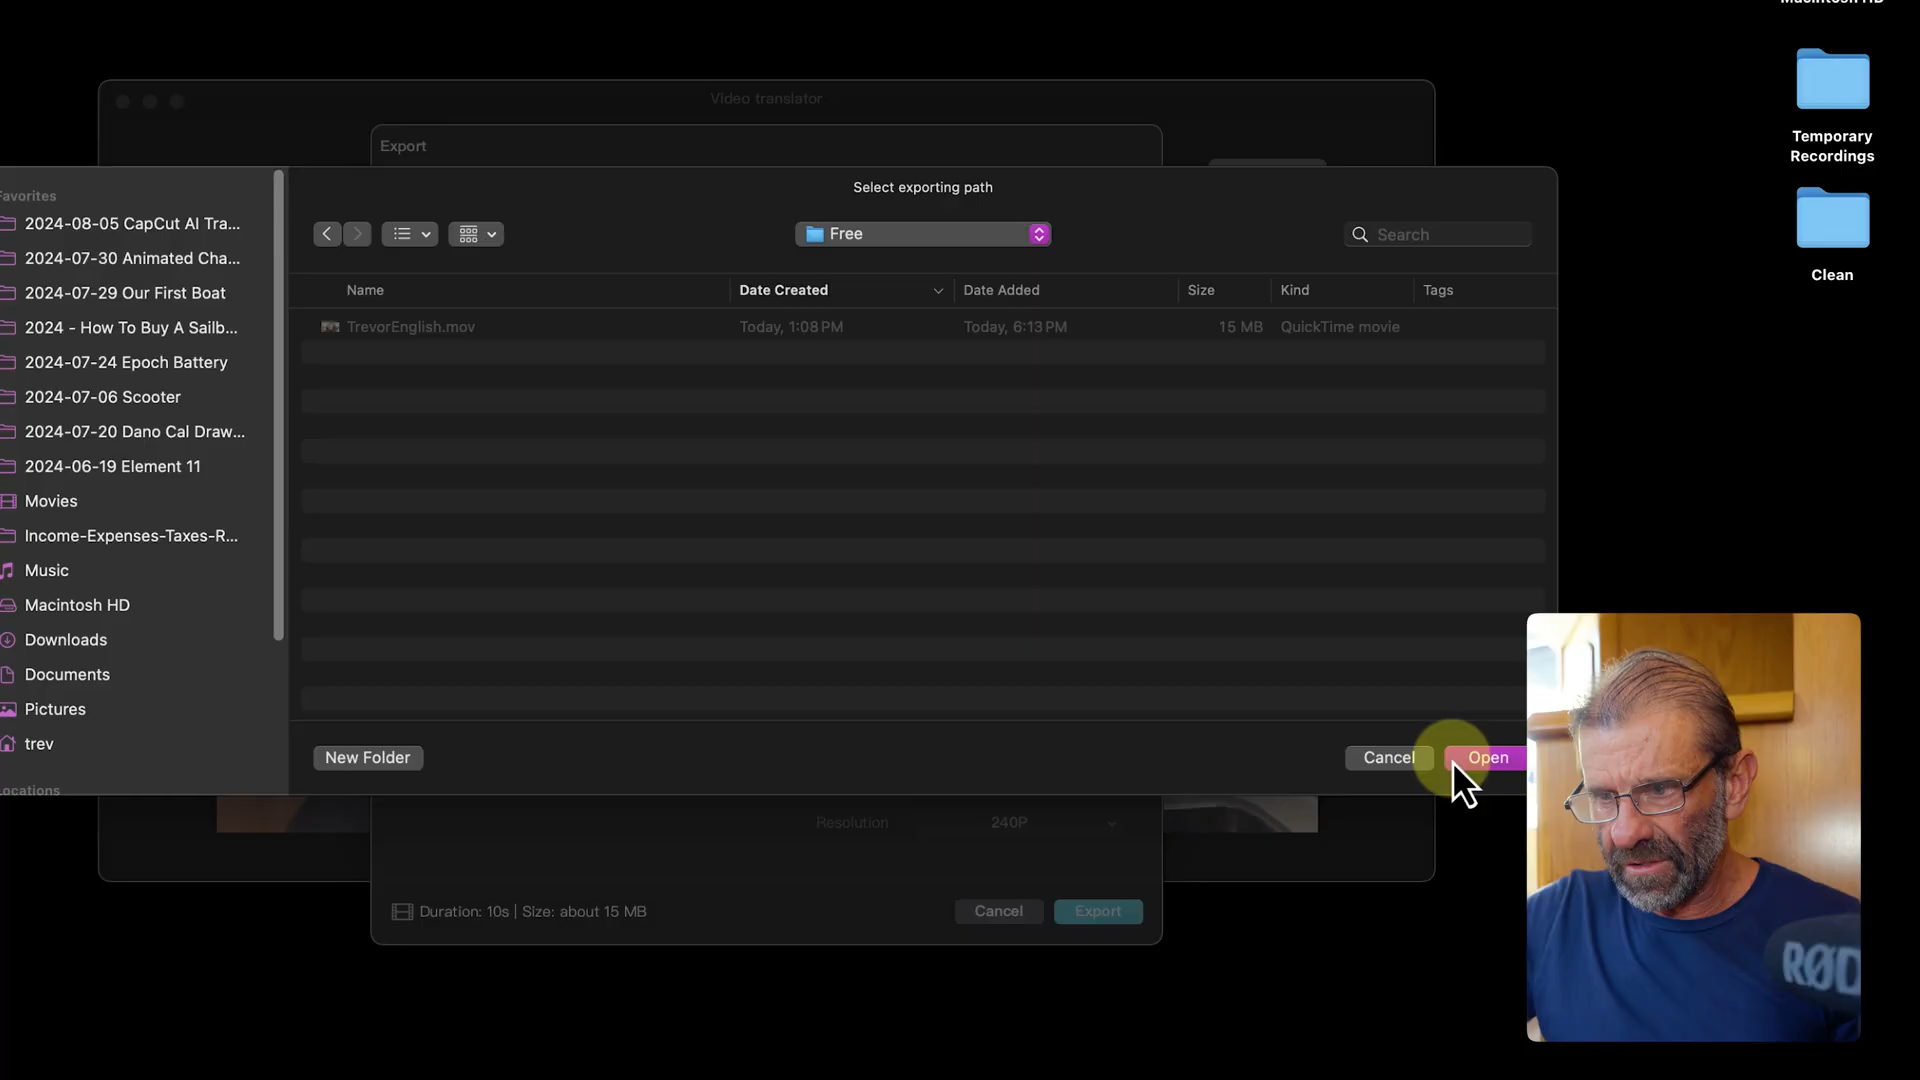 Temporary
Recordings
Clean
Video translator
Export
Select exporting path
Free
Search
Favorites
2024-08-05 CapCut AI Tra...
2024-07-30 Animated Cha...
2024-07-29 Our First Boat
2024 - How To Buy A Sailb...
2024-07-24 Epoch Battery
2024-07-06 Scooter
2024-07-20 Dano Cal Draw...
2024-06-19 Element 11
Movies
Income-Expenses-Taxes-R...
Music
Macintosh HD
Downloads
Documents
Pictures
trev
Name Date Created Date Added Size Kind Tags
TrevorEnglish.mov Today, 1:08 PM Today, 6:13 PM 15 MB QuickTime movie
New Folder Cancel Open
Resolution 240P
Duration: 10s | Size: about 15 MB Cancel Export
RØD